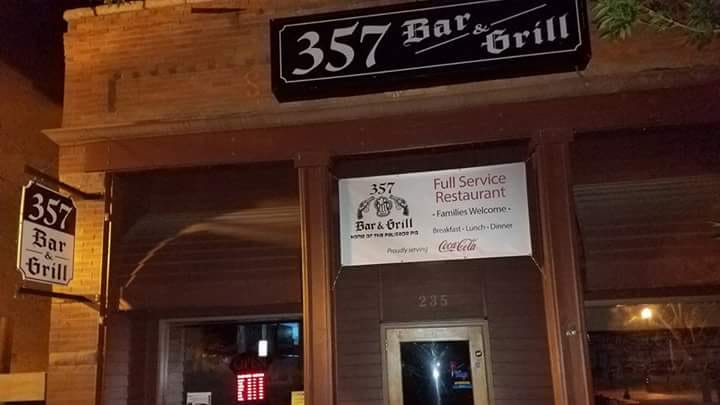 357 Bar & Grill
357
Bar
&
Grill
357
Bar & Grill
HOME OF THE PALISADE PIG
Full Service
Restaurant
• Families Welcome •
Breakfast • Lunch • Dinner
Proudly serving
Coca-Cola
235